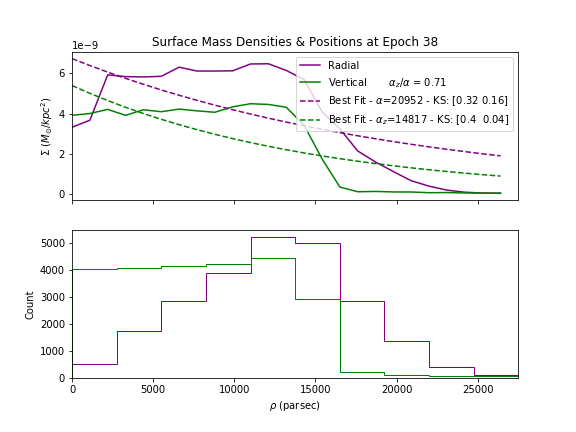 Surface Mass Densities & Positions at Epoch 38
1e−9
Radial
Vertical αz/α = 0.71
Best Fit - α=20952 - KS: [0.32 0.16]
Best Fit - αz=14817 - KS: [0.4 0.04]
6
4
2
0
Σ (M⊙/kpc²)
5000
4000
3000
2000
1000
0
Count
0 5000 10000 15000 20000 25000
ρ (parsec)